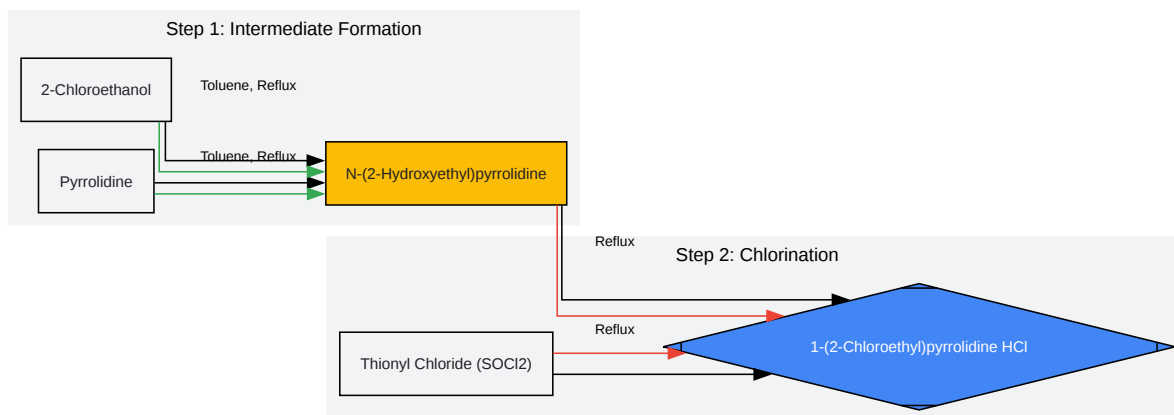 Step 1: Intermediate Formation
2-Chloroethanol
Toluene, Reflux
Toluene, Reflux
Pyrrolidine
N-(2-Hydroxyethyl)pyrrolidine
Reflux
Step 2: Chlorination
Reflux
1-(2-Chloroethyl)pyrrolidine HCl
Thionyl Chloride (SOCl2)